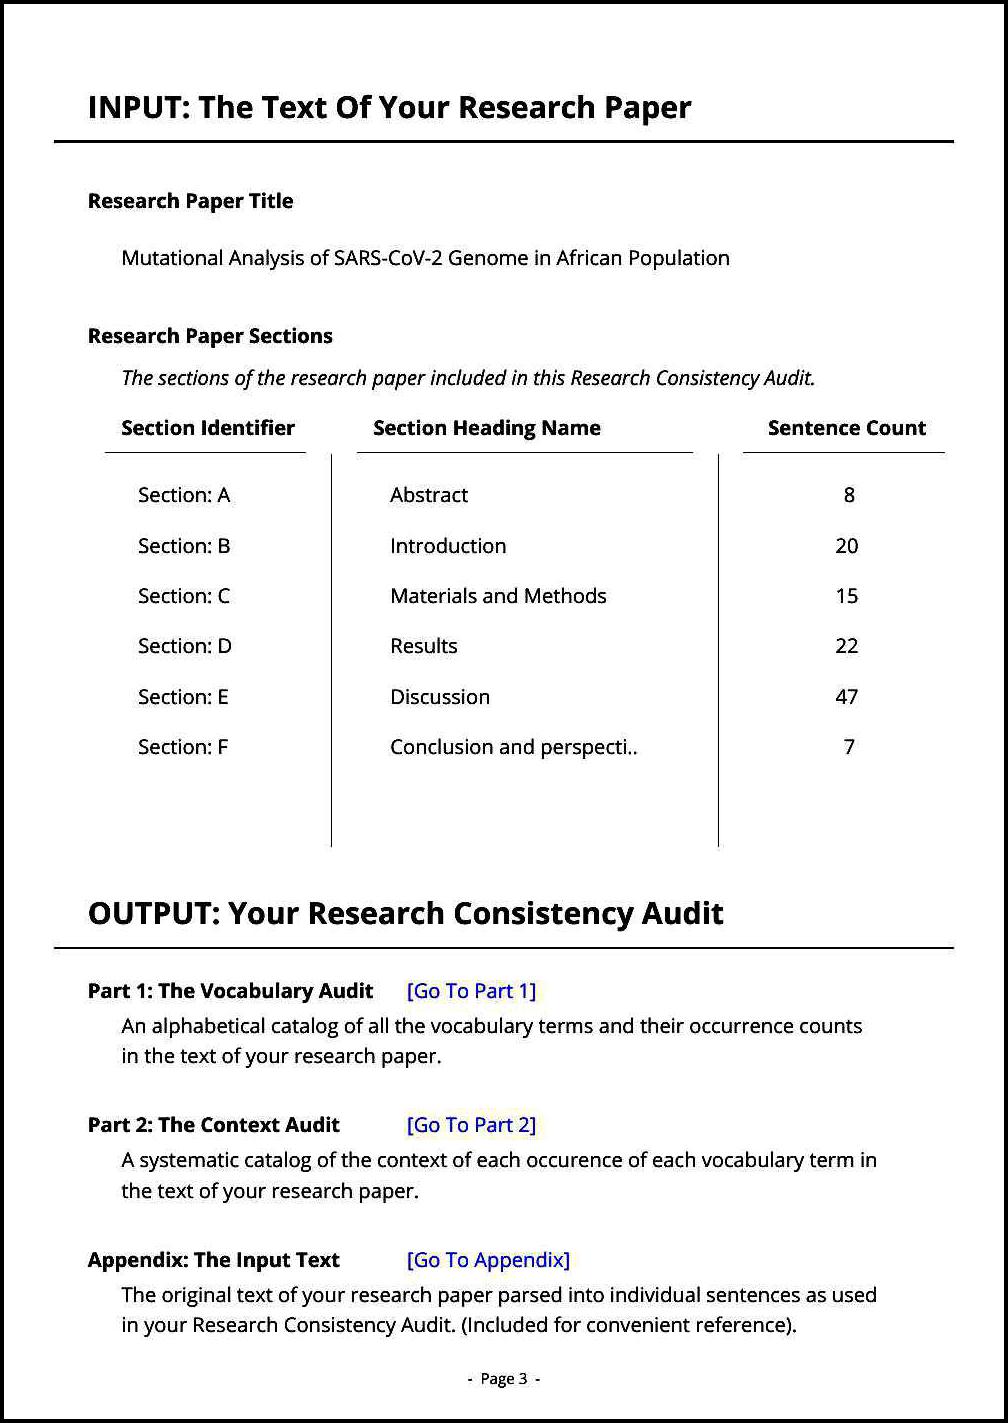 INPUT: The Text Of Your Research Paper
Research Paper Title
Mutational Analysis of SARS-CoV-2 Genome in African Population
Research Paper Sections
The sections of the research paper included in this Research Consistency Audit.
Section Identifier Section Heading Name Sentence Count
Section: A Abstract 8
Section: B Introduction 20
Section: C Materials and Methods 15
Section: D Results 22
Section: E Discussion 47
Section: F Conclusion and perspecti.. 7
OUTPUT: Your Research Consistency Audit
Part 1: The Vocabulary Audit [Go To Part 1]
An alphabetical catalog of all the vocabulary terms and their occurrence counts
in the text of your research paper.
Part 2: The Context Audit [Go To Part 2]
A systematic catalog of the context of each occurence of each vocabulary term in
the text of your research paper.
Appendix: The Input Text [Go To Appendix]
The original text of your research paper parsed into individual sentences as used
in your Research Consistency Audit. (Included for convenient reference).
- Page 3 -